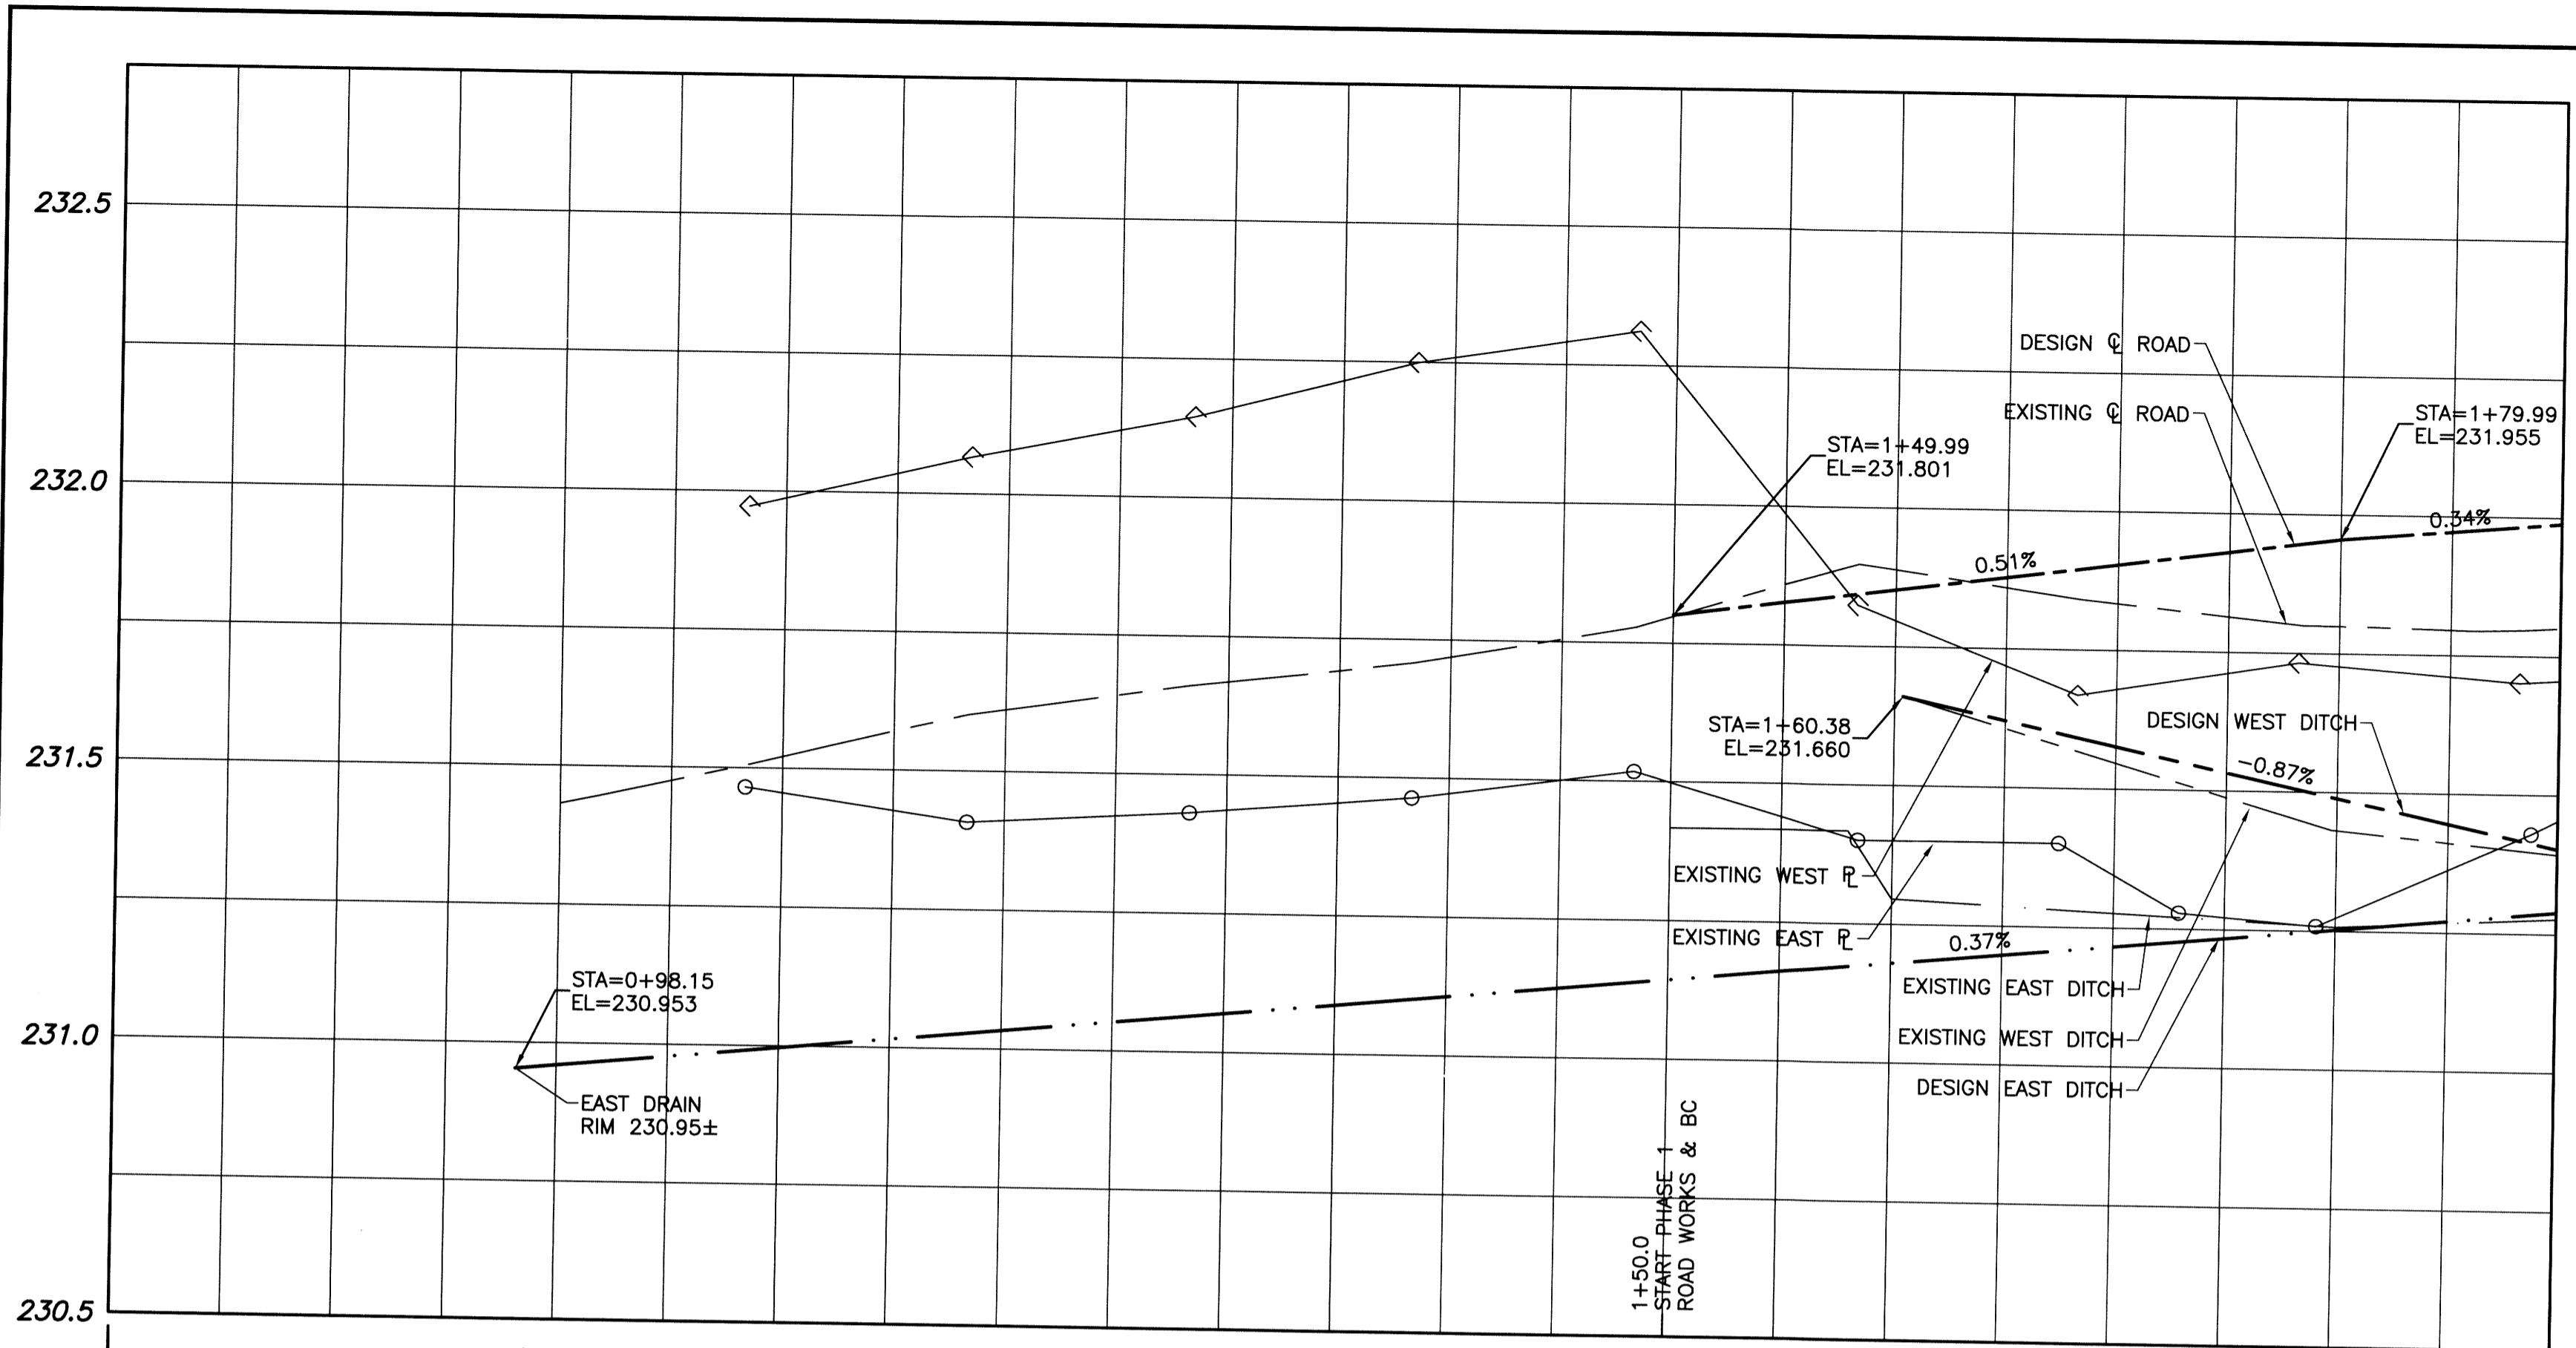 232.5
232.0
231.5
231.0
230.5
DESIGN ℄ ROAD
EXISTING ℄ ROAD
STA=1+79.99
EL=231.955
STA=1+49.99
EL=231.801
0.34%
0.51%
STA=1+60.38
EL=231.660
DESIGN WEST DITCH
-0.87%
EXISTING WEST PL
EXISTING EAST PL
0.37%
STA=0+98.15
EL=230.953
EXISTING EAST DITCH
EXISTING WEST DITCH
DESIGN EAST DITCH
EAST DRAIN
RIM 230.95±
1+50.0
START PHASE 1
ROAD WORKS & BC